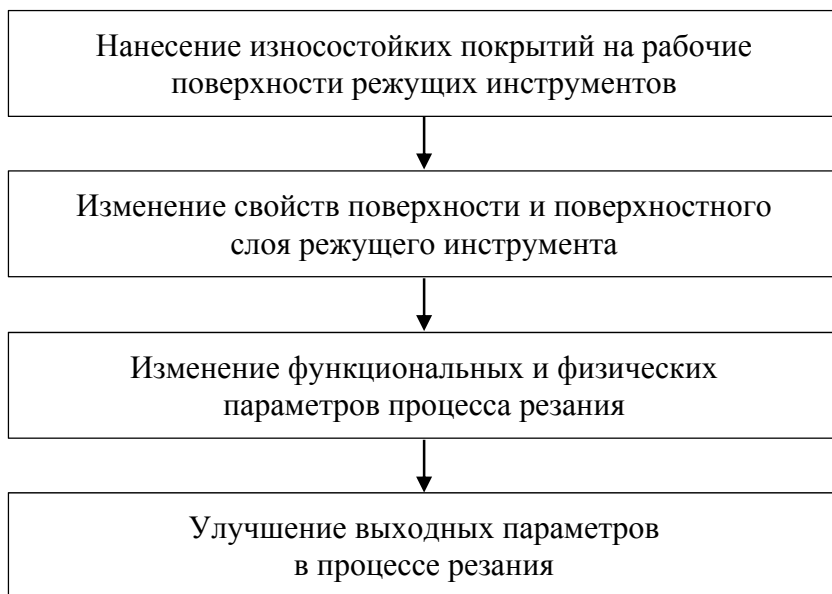 Нанесение износостойких покрытий на рабочие
поверхности режущих инструментов
Изменение свойств поверхности и поверхностного
слоя режущего инструмента
Изменение функциональных и физических
параметров процесса резания
Улучшение выходных параметров
в процессе резания